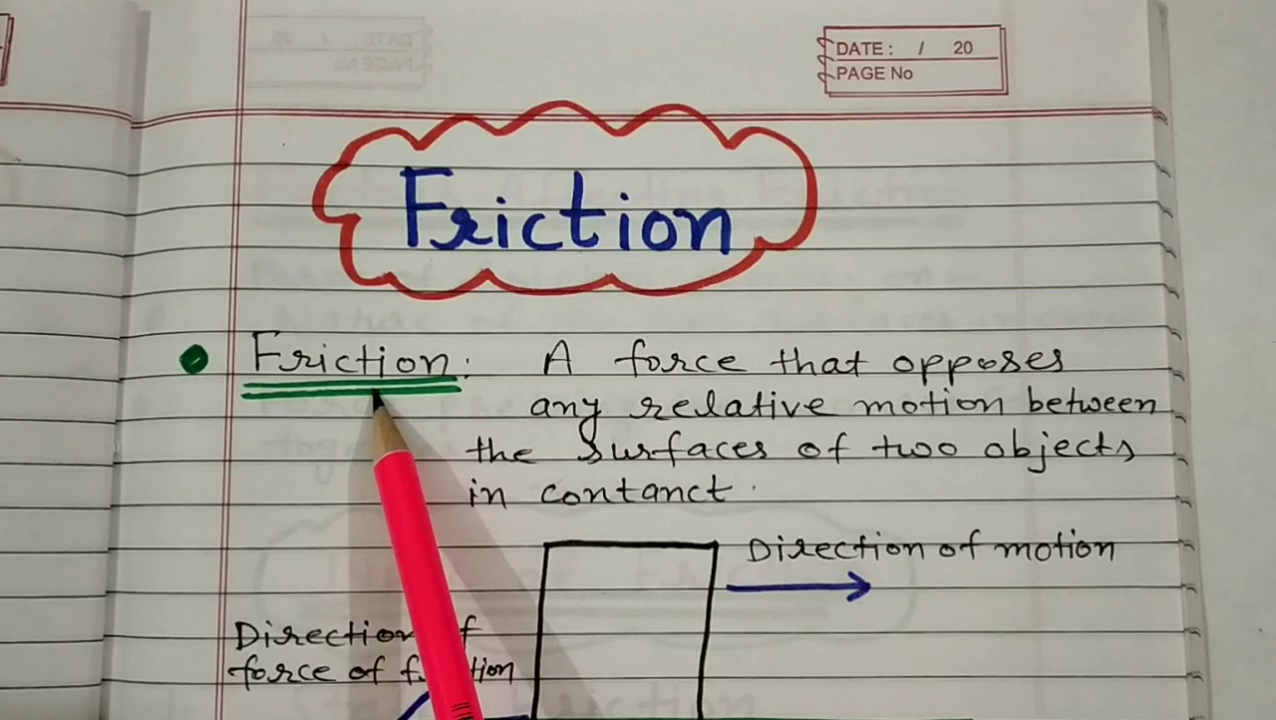 DATE : / 20
PAGE No
Friction
Friction: A force that opposes
any relative motion between
the surfaces of two objects
in contanct.
Direction of motion
Direction
force of